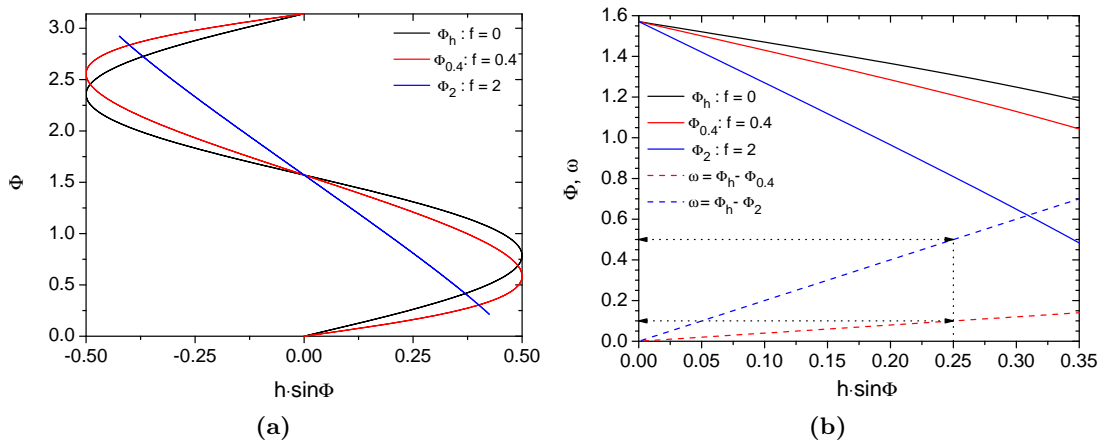 3.0
2.5
2.0
1.5
1.0
0.5
0.0
Φ
-0.50
-0.25
0.00
0.25
0.50
h·sinΦ
Φh : f = 0
Φ0.4: f = 0.4
Φ2 : f = 2
(a)
1.6
1.4
1.2
1.0
0.8
0.6
0.4
0.2
0.0
Φ, ω
0.00
0.05
0.10
0.15
0.20
0.25
0.30
0.35
h·sinΦ
Φh : f = 0
Φ0.4: f = 0.4
Φ2 : f = 2
ω = Φh- Φ0.4
ω= Φh- Φ2
(b)